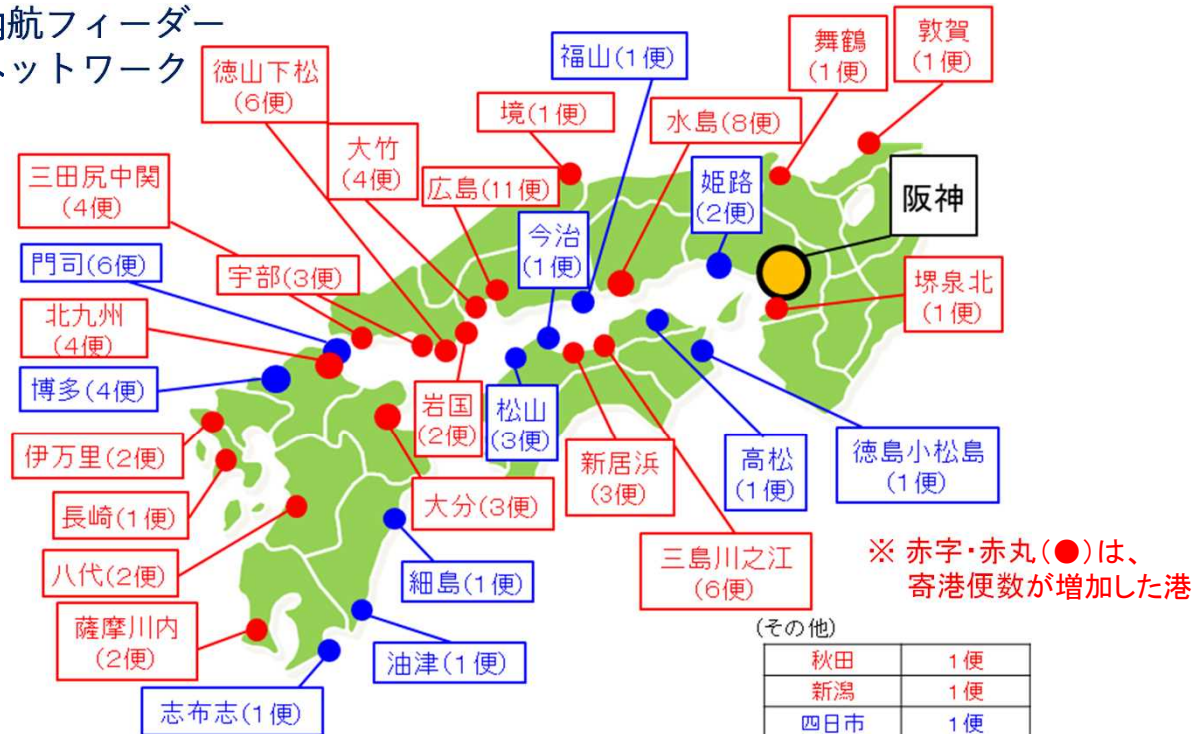 内航フィーダー
ネットワーク
徳山下松
(6便)
福山(1便)
舞鶴
(1便)
敦賀
(1便)
境(1便)
水島(8便)
大竹
(4便)
三田尻中関
(4便)
広島(11便)
姫路
(2便)
阪神
今治
(1便)
門司(6便)
宇部(3便)
堺泉北
(1便)
北九州
(4便)
博多(4便)
岩国
(2便)
松山
(3便)
伊万里(2便)
新居浜
(3便)
高松
(1便)
徳島小松島
(1便)
長崎(1便)
大分(3便)
三島川之江
(6便)
※ 赤字・赤丸(●)は、
寄港便数が増加した港
八代(2便)
細島(1便)
薩摩川内
(2便)
油津(1便)
志布志(1便)
(その他)
秋田 1便
新潟 1便
四日市 1便